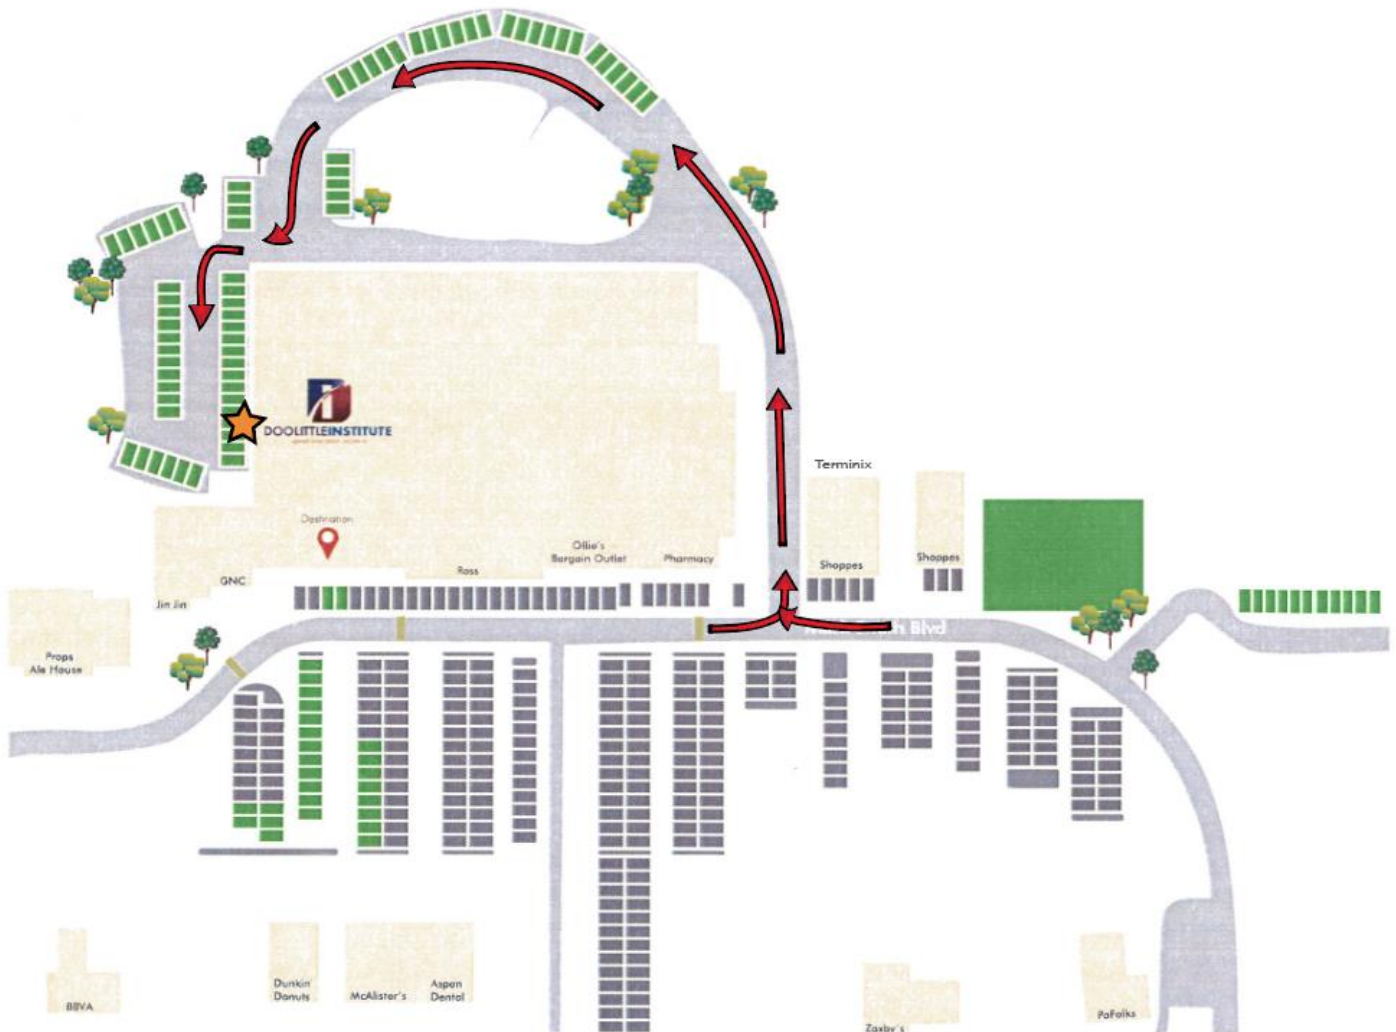 DOOLITTLEINSTITUTE
Terminix
Destination
Ollie's
Bargain Outlet
Pharmacy
Shoppes
Shoppes
Ross
GNC
Jin Jin
Blvd
Props
Ale House
Dunkin'
Donuts
McAlister's
Aspen
Dental
BBVA
Zaxby's
PoFolks